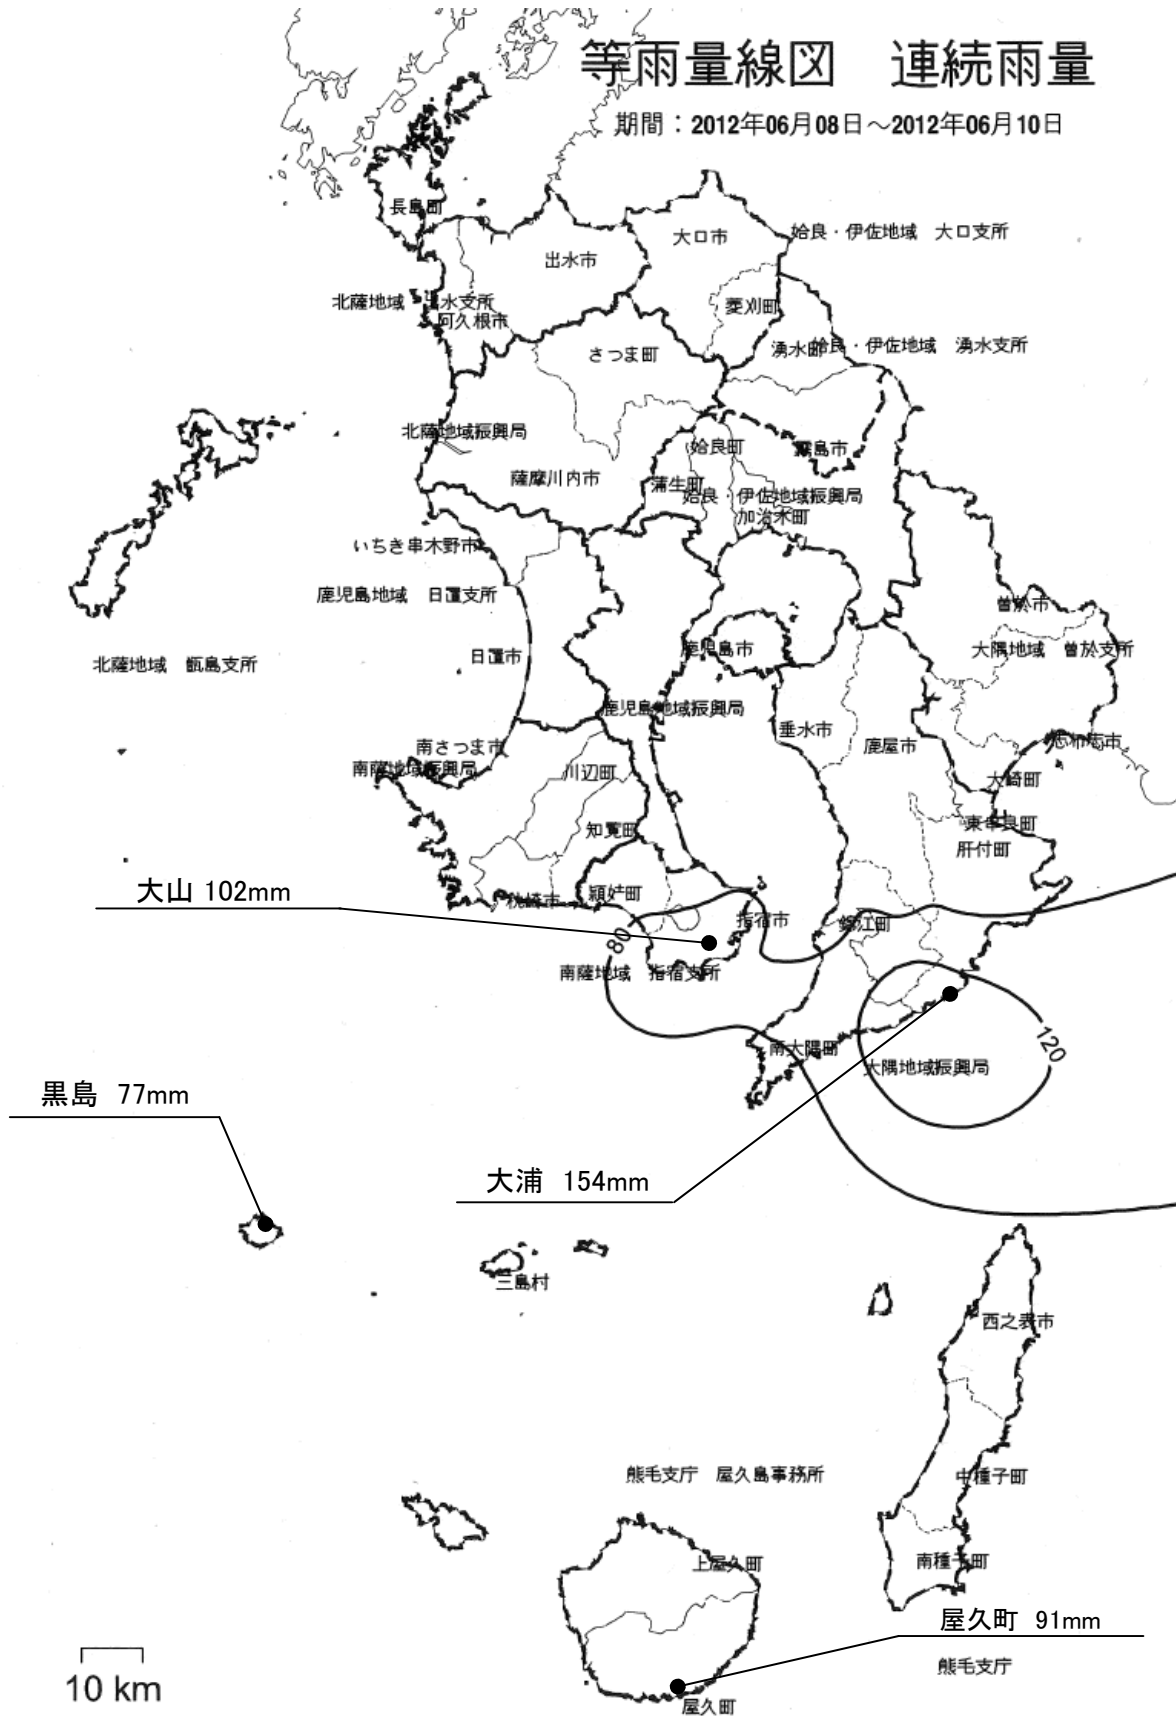 等雨量線図 連続雨量
期間：2012年06月08日～2012年06月10日
長島町
大口市
姶良・伊佐地域 大口支所
出水市
北薩地域 出水支所
菱刈町
阿久根市
湧水町
姶良・伊佐地域 湧水支所
さつま町
北薩地域振興局
姶良町
霧島市
薩摩川内市
蒲生町
姶良・伊佐地域振興局
加治木町
いちき串木野市
鹿児島地域 日置支所
曽於市
鹿児島市
大隅地域 曽於支所
日置市
北薩地域 甑島支所
鹿児島地域振興局
垂水市
鹿屋市
志布志市
南さつま市
南薩地域振興局
川辺町
大崎町
知覧町
東串良町
肝付町
大山 102mm
穎娃町
枕崎市
指宿市
錦江町
80
南薩地域 指宿支所
120
南大隅町
大隅地域振興局
黒島 77mm
大浦 154mm
三島村
西之表市
熊毛支庁 屋久島事務所
中種子町
上屋久町
南種子町
屋久町 91mm
熊毛支庁
10 km
屋久町